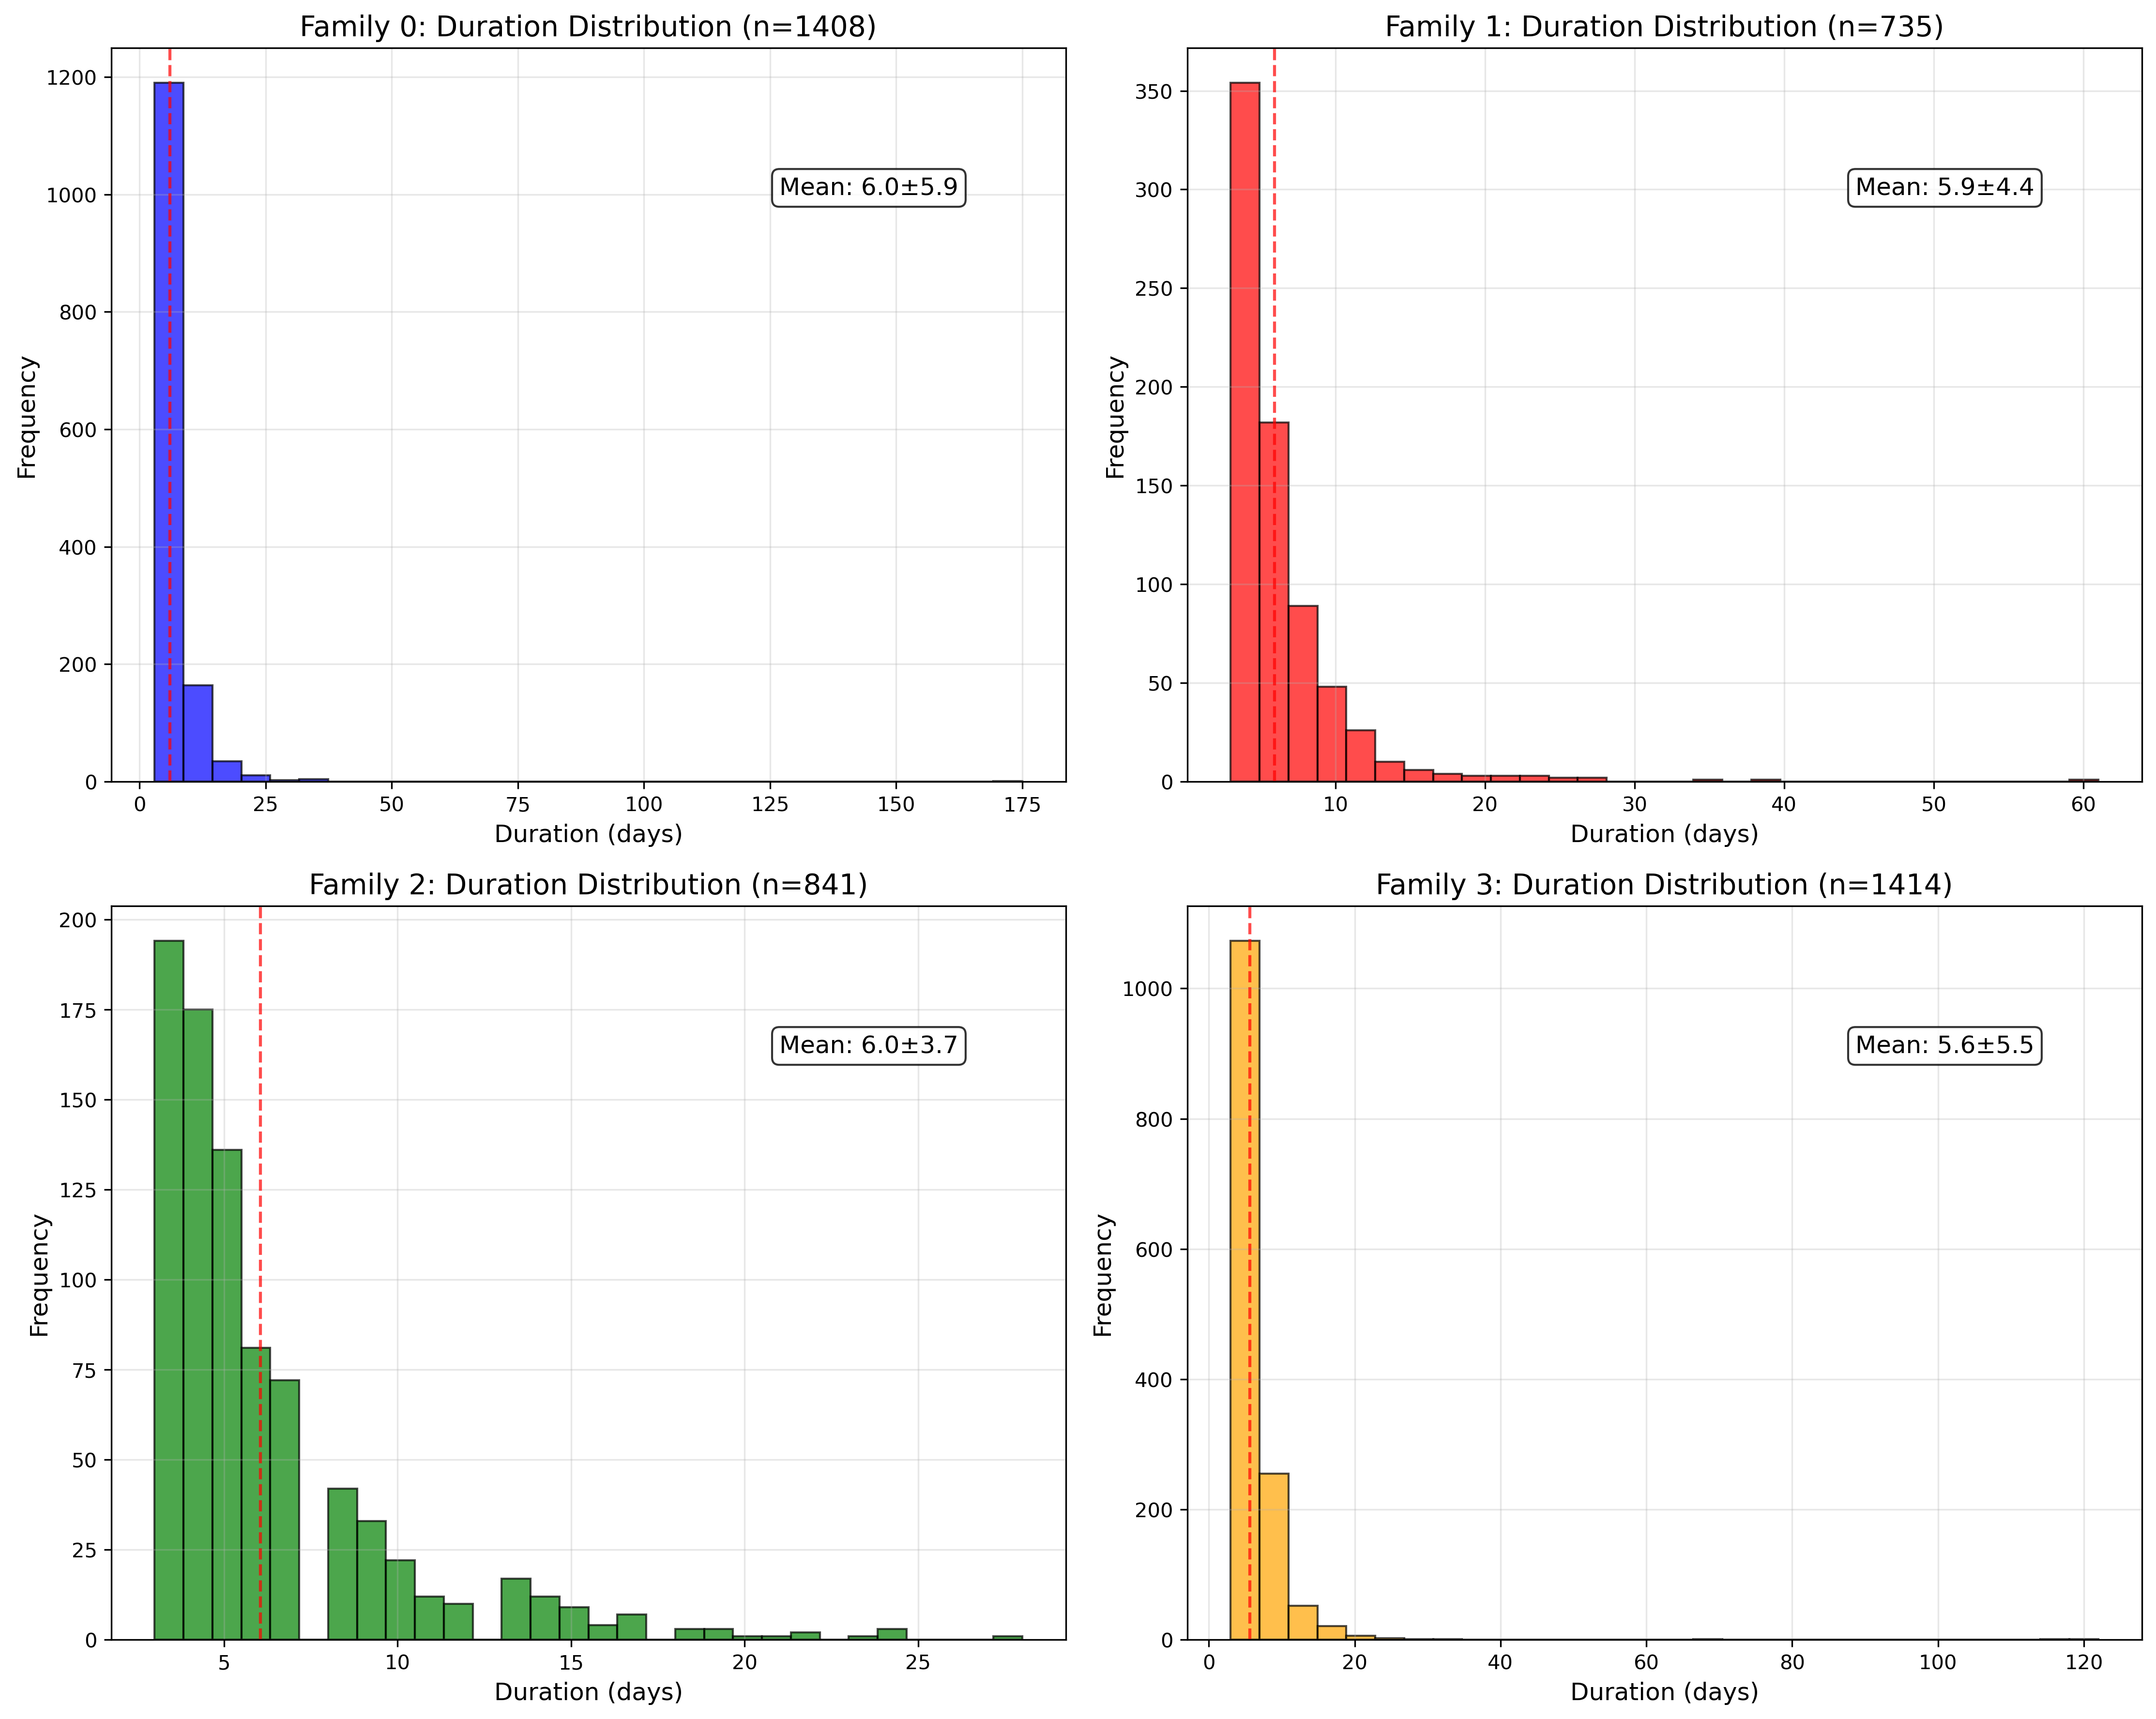 Family 0: Duration Distribution (n=1408)
1200
1000
800
600
400
200
0
Frequency
Mean: 6.0±5.9
0 25 50 75 100 125 150 175
Duration (days)
Family 1: Duration Distribution (n=735)
350
300
250
200
150
100
50
0
Frequency
Mean: 5.9±4.4
10 20 30 40 50 60
Duration (days)
Family 2: Duration Distribution (n=841)
200
175
150
125
100
75
50
25
0
Frequency
Mean: 6.0±3.7
5 10 15 20 25
Duration (days)
Family 3: Duration Distribution (n=1414)
1000
800
600
400
200
0
Frequency
Mean: 5.6±5.5
0 20 40 60 80 100 120
Duration (days)